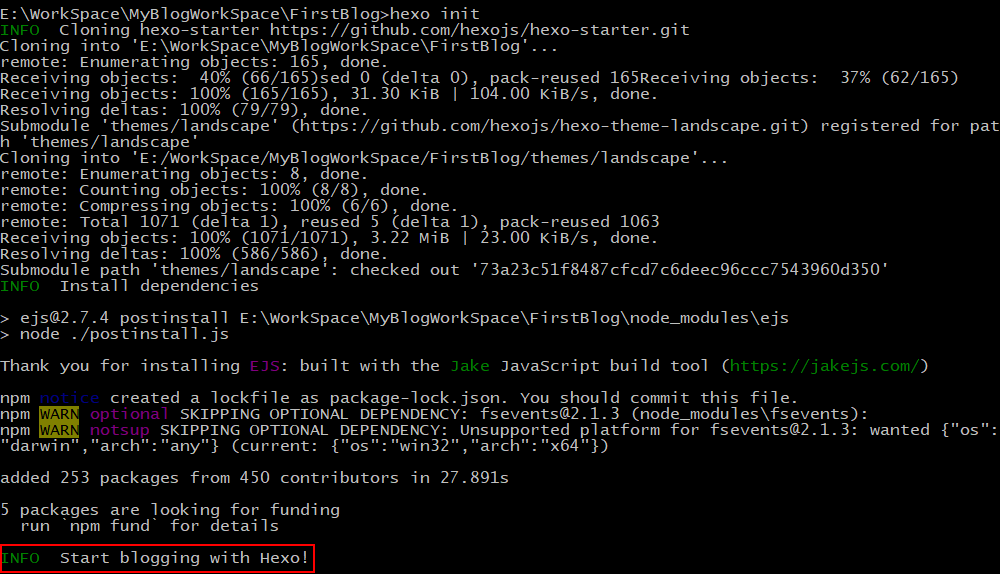 E:\WorkSpace\MyBlogWorkSpace\FirstBlog>hexo init
INFO  Cloning hexo-starter https://github.com/hexojs/hexo-starter.git
Cloning into 'E:\WorkSpace\MyBlogWorkSpace\FirstBlog'...
remote: Enumerating objects: 165, done.
Receiving objects:  40% (66/165)sed 0 (delta 0), pack-reused 165Receiving objects:  37% (62/165)
Receiving objects: 100% (165/165), 31.30 KiB | 104.00 KiB/s, done.
Resolving deltas: 100% (79/79), done.
Submodule 'themes/landscape' (https://github.com/hexojs/hexo-theme-landscape.git) registered for pat
h 'themes/landscape'
Cloning into 'E:/WorkSpace/MyBlogWorkSpace/FirstBlog/themes/landscape'...
remote: Enumerating objects: 8, done.
remote: Counting objects: 100% (8/8), done.
remote: Compressing objects: 100% (6/6), done.
remote: Total 1071 (delta 1), reused 5 (delta 1), pack-reused 1063
Receiving objects: 100% (1071/1071), 3.22 MiB | 23.00 KiB/s, done.
Resolving deltas: 100% (586/586), done.
Submodule path 'themes/landscape': checked out '73a23c51f8487cfcd7c6deec96ccc7543960d350'
INFO  Install dependencies
> ejs@2.7.4 postinstall E:\WorkSpace\MyBlogWorkSpace\FirstBlog\node_modules\ejs
> node ./postinstall.js
Thank you for installing EJS: built with the Jake JavaScript build tool (https://jakejs.com/)
npm notice created a lockfile as package-lock.json. You should commit this file.
npm WARN optional SKIPPING OPTIONAL DEPENDENCY: fsevents@2.1.3 (node_modules\fsevents):
npm WARN notsup SKIPPING OPTIONAL DEPENDENCY: Unsupported platform for fsevents@2.1.3: wanted {"os":
"darwin","arch":"any"} (current: {"os":"win32","arch":"x64"})
added 253 packages from 450 contributors in 27.891s
5 packages are looking for funding
  run `npm fund` for details
INFO  Start blogging with Hexo!